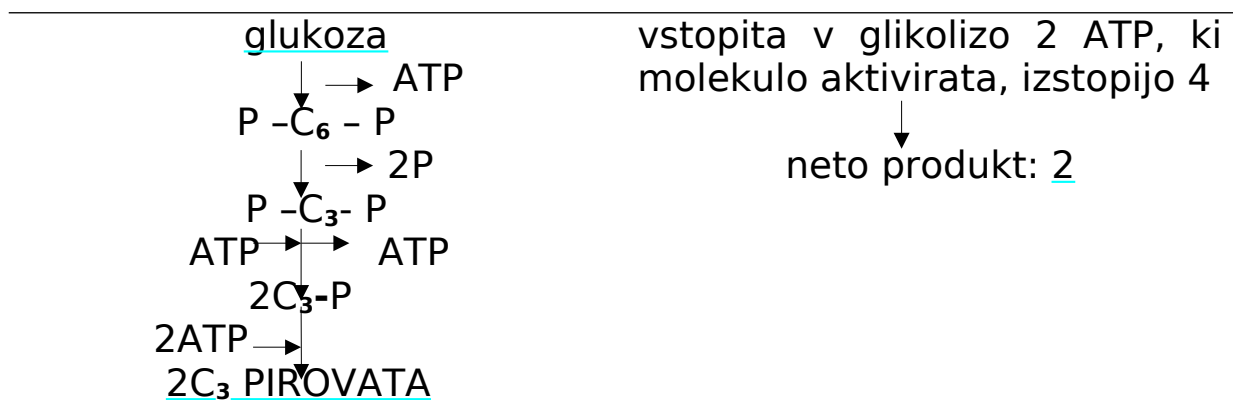 glukoza
ATP
P –C₆ – P
2P
P –C₃- P
ATP ATP
2C₃-P
2ATP
2C₃ PIROVATA
vstopita v glikolizo 2 ATP, ki
molekulo aktivirata, izstopijo 4
neto produkt: 2